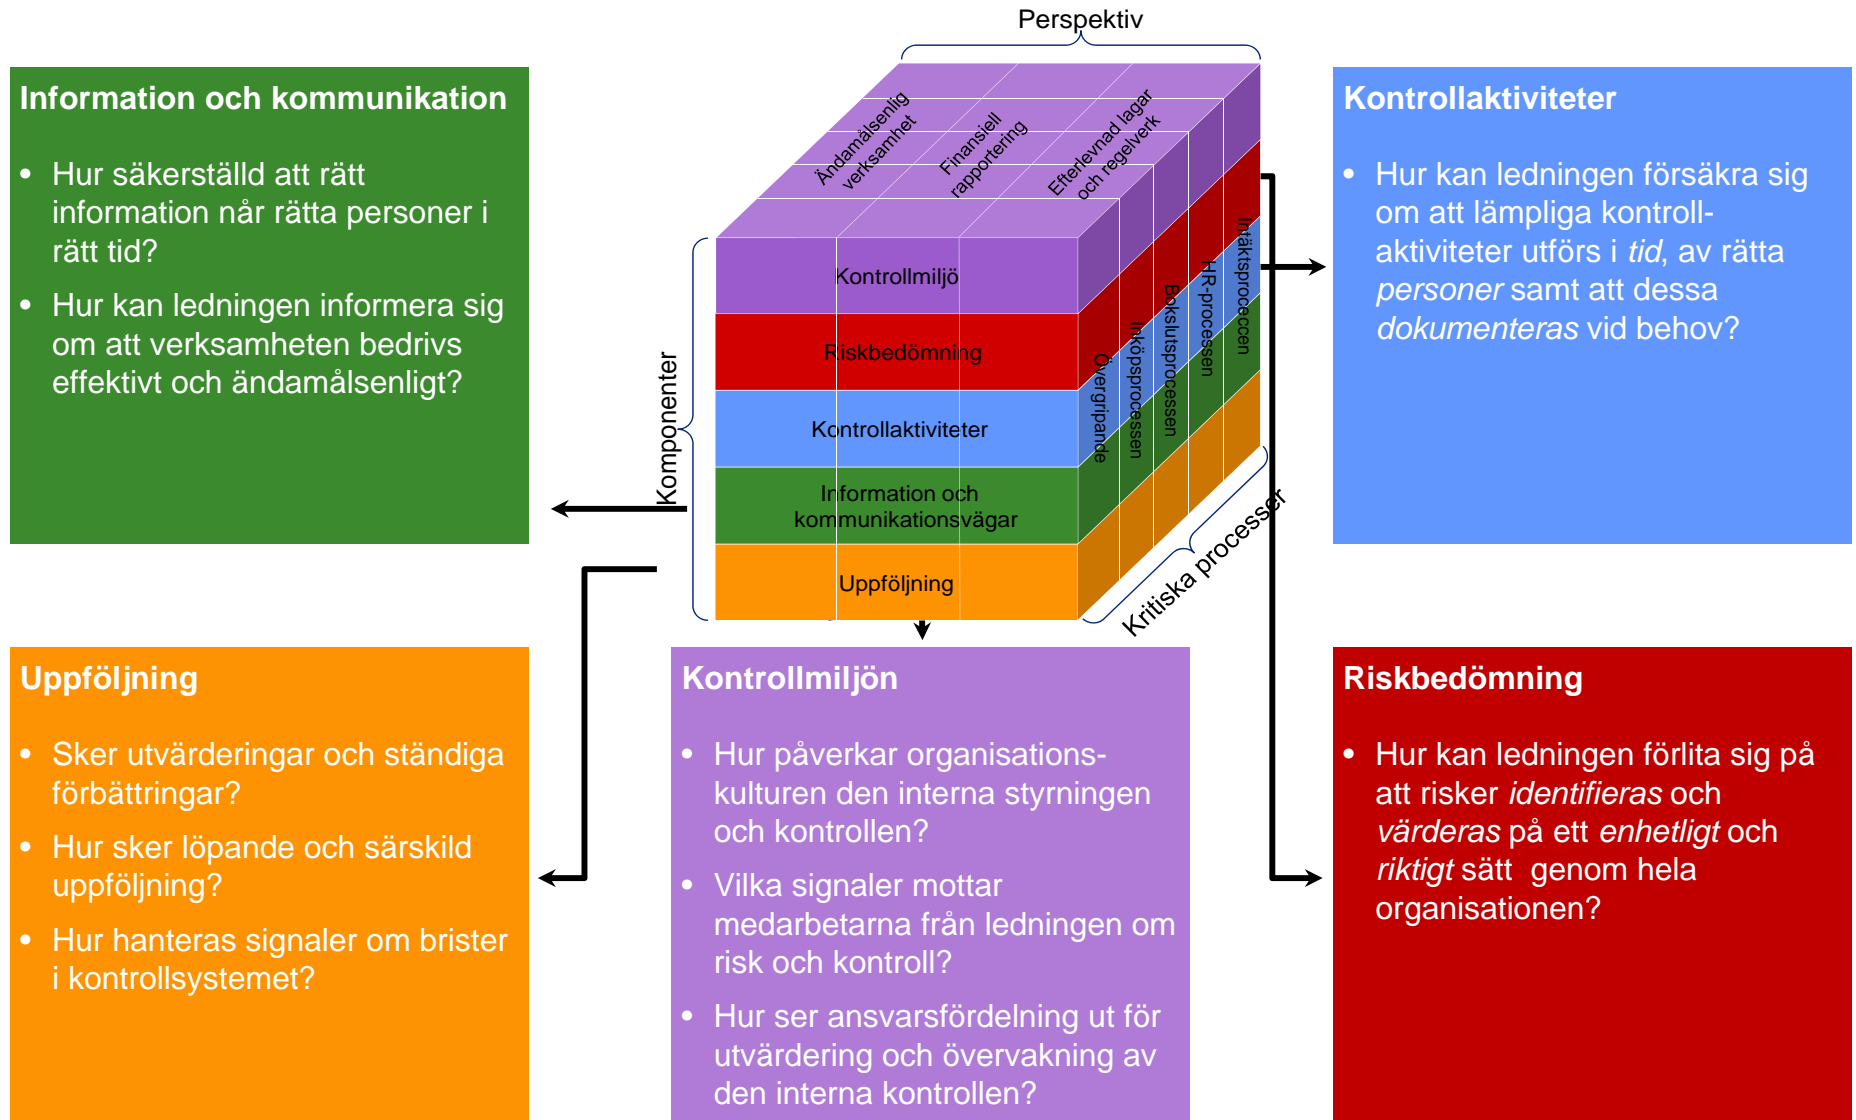 Perspektiv
Information och kommunikation
• Hur säkerställd att rätt
information når rätta personer i
rätt tid?
• Hur kan ledningen informera sig
om att verksamheten bedrivs
effektivt och ändamålsenligt?
Ändamålsenlig
verksamhet
Finansiell
rapportering
Efterlevnad lagar
och regelverk
Komponenter
Kontrollmiljö
Riskbedömning
Kontrollaktiviteter
Information och
kommunikationsvägar
Uppföljning
Övergripande
Inköpsprocessen
Bokslutsprocessen
HR-processen
Intäktsproceccen
Kritiska processer
Kontrollaktiviteter
• Hur kan ledningen försäkra sig
om att lämpliga kontroll-
aktiviteter utförs i tid, av rätta
personer samt att dessa
dokumenteras vid behov?
Uppföljning
• Sker utvärderingar och ständiga
förbättringar?
• Hur sker löpande och särskild
uppföljning?
• Hur hanteras signaler om brister
i kontrollsystemet?
Kontrollmiljön
• Hur påverkar organisations-
kulturen den interna styrningen
och kontrollen?
• Vilka signaler mottar
medarbetarna från ledningen om
risk och kontroll?
• Hur ser ansvarsfördelning ut för
utvärdering och övervakning av
den interna kontrollen?
Riskbedömning
• Hur kan ledningen förlita sig på
att risker identifieras och
värderas på ett enhetligt och
riktigt sätt  genom hela
organisationen?